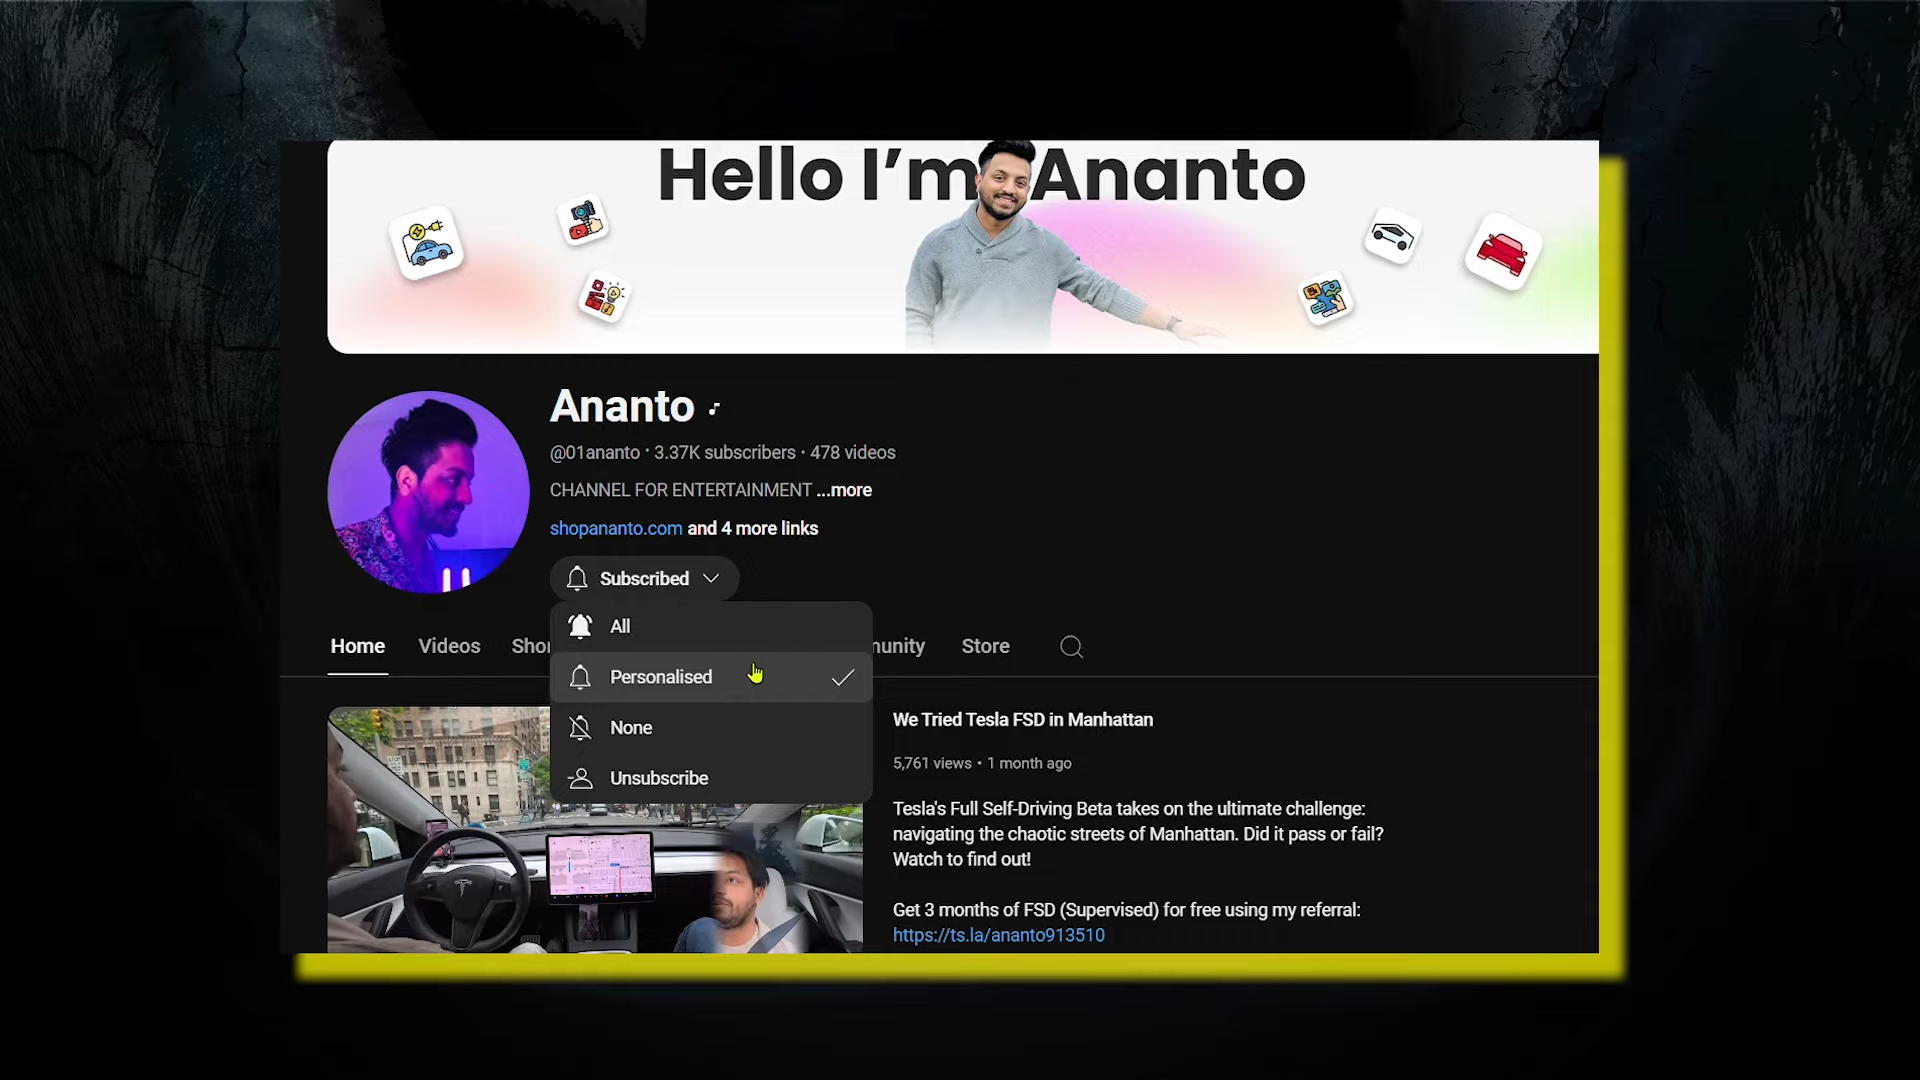 Hello I’m Ananto
Ananto
@01ananto • 3.37K subscribers • 478 videos
CHANNEL FOR ENTERTAINMENT ...more
shopananto.com and 4 more links
Subscribed
All
Home Videos Shor nunity Store
Personalised
None
Unsubscribe
We Tried Tesla FSD in Manhattan
5,761 views • 1 month ago
Tesla's Full Self-Driving Beta takes on the ultimate challenge:
navigating the chaotic streets of Manhattan. Did it pass or fail?
Watch to find out!
Get 3 months of FSD (Supervised) for free using my referral:
https://ts.la/ananto913510